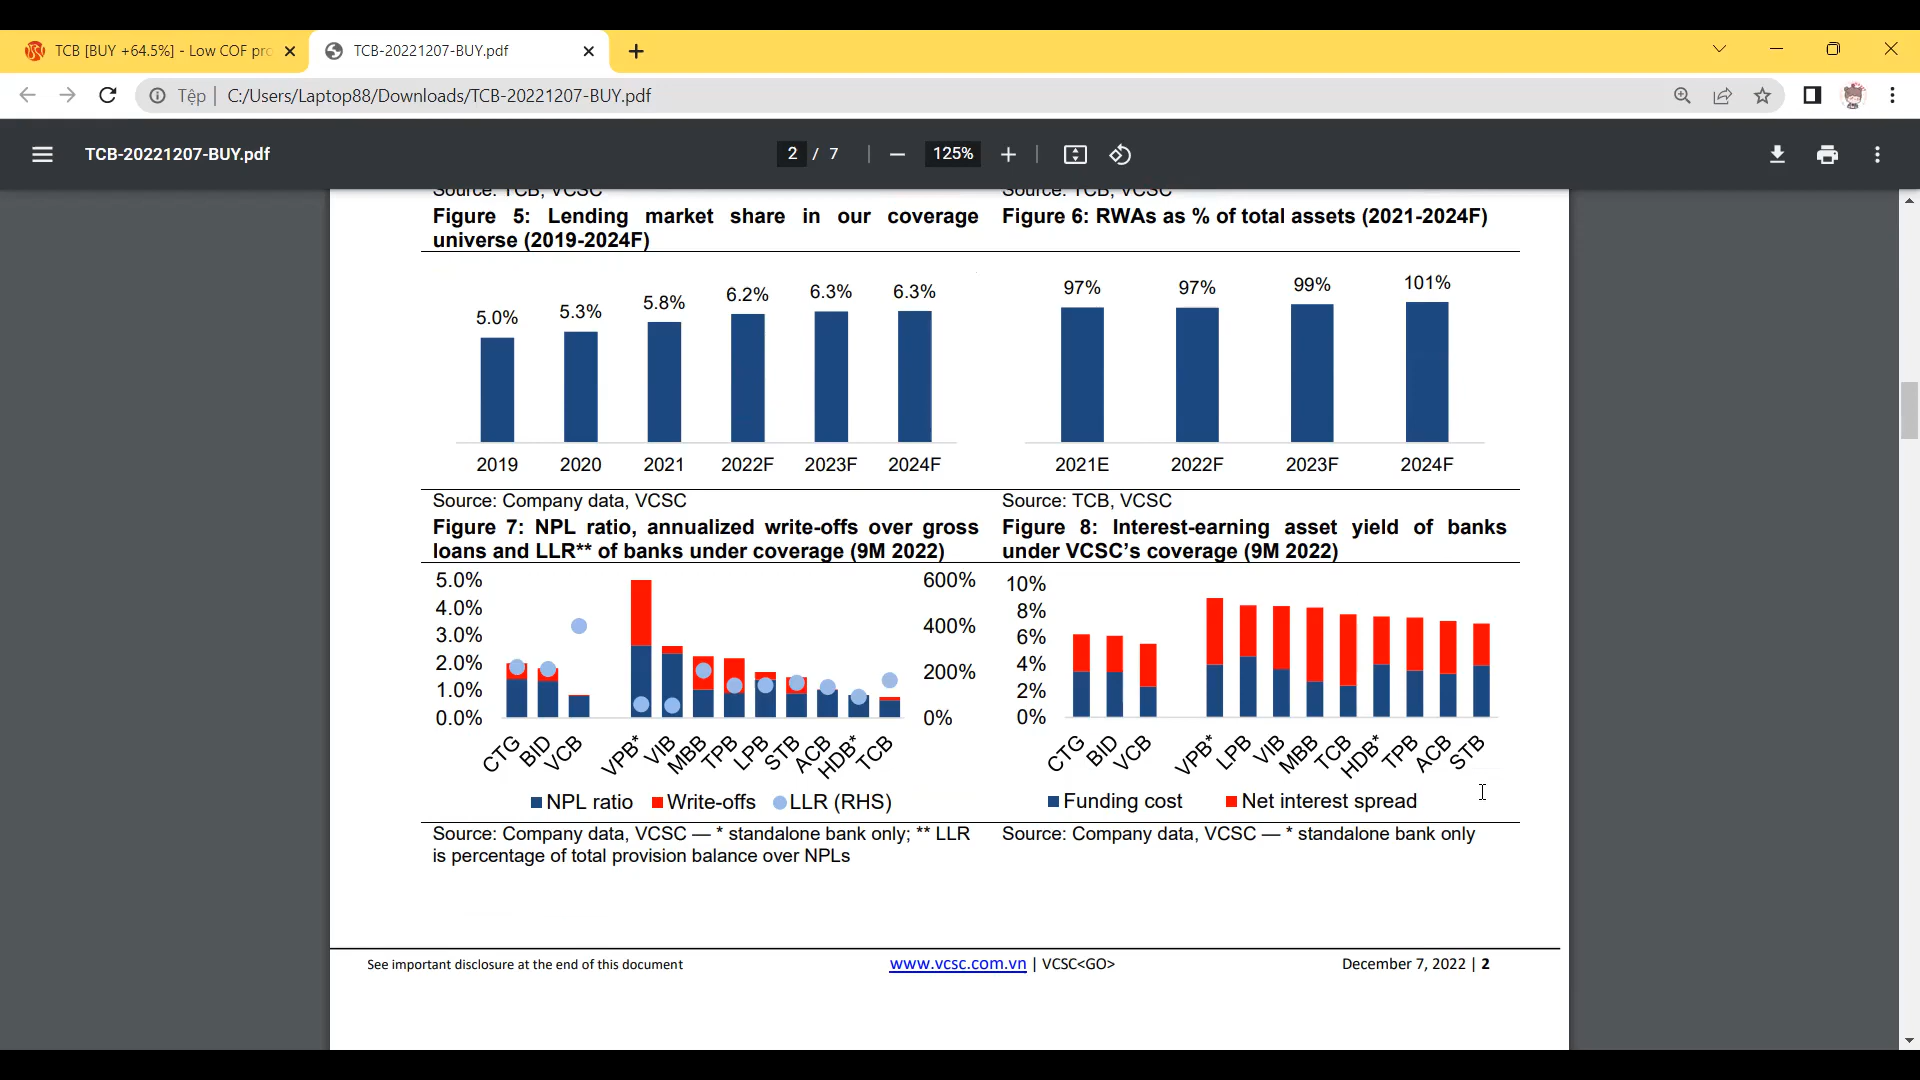 TCB [BUY +64.5%] - Low COF pro
TCB-20221207-BUY.pdf
Tệp
C:/Users/Laptop88/Downloads/TCB-20221207-BUY.pdf
TCB-20221207-BUY.pdf
2 / 7
125%
Source: TCB, VCSC
Source: TCB, VCSC
Figure 5: Lending market share in our coverage
universe (2019-2024F)
5.0%
5.3%
5.8%
6.2%
6.3%
6.3%
2019
2020
2021
2022F
2023F
2024F
Source: Company data, VCSC
Figure 6: RWAs as % of total assets (2021-2024F)
97%
97%
99%
101%
2021E
2022F
2023F
2024F
Source: TCB, VCSC
Figure 7: NPL ratio, annualized write-offs over gross
loans and LLR** of banks under coverage (9M 2022)
5.0%
4.0%
3.0%
2.0%
1.0%
0.0%
600%
400%
200%
0%
CTG
BID
VCB
VPB*
VIB
MBB
TPB
LPB
STB
ACB
HDB*
TCB
NPL ratio
Write-offs
LLR (RHS)
Source: Company data, VCSC — * standalone bank only; ** LLR
is percentage of total provision balance over NPLs
Figure 8: Interest-earning asset yield of banks
under VCSC’s coverage (9M 2022)
10%
8%
6%
4%
2%
0%
CTG
BID
VCB
VPB*
LPB
VIB
MBB
TCB
HDB*
TPB
ACB
STB
Funding cost
Net interest spread
Source: Company data, VCSC — * standalone bank only
See important disclosure at the end of this document
www.vcsc.com.vn | VCSC<GO>
December 7, 2022 | 2